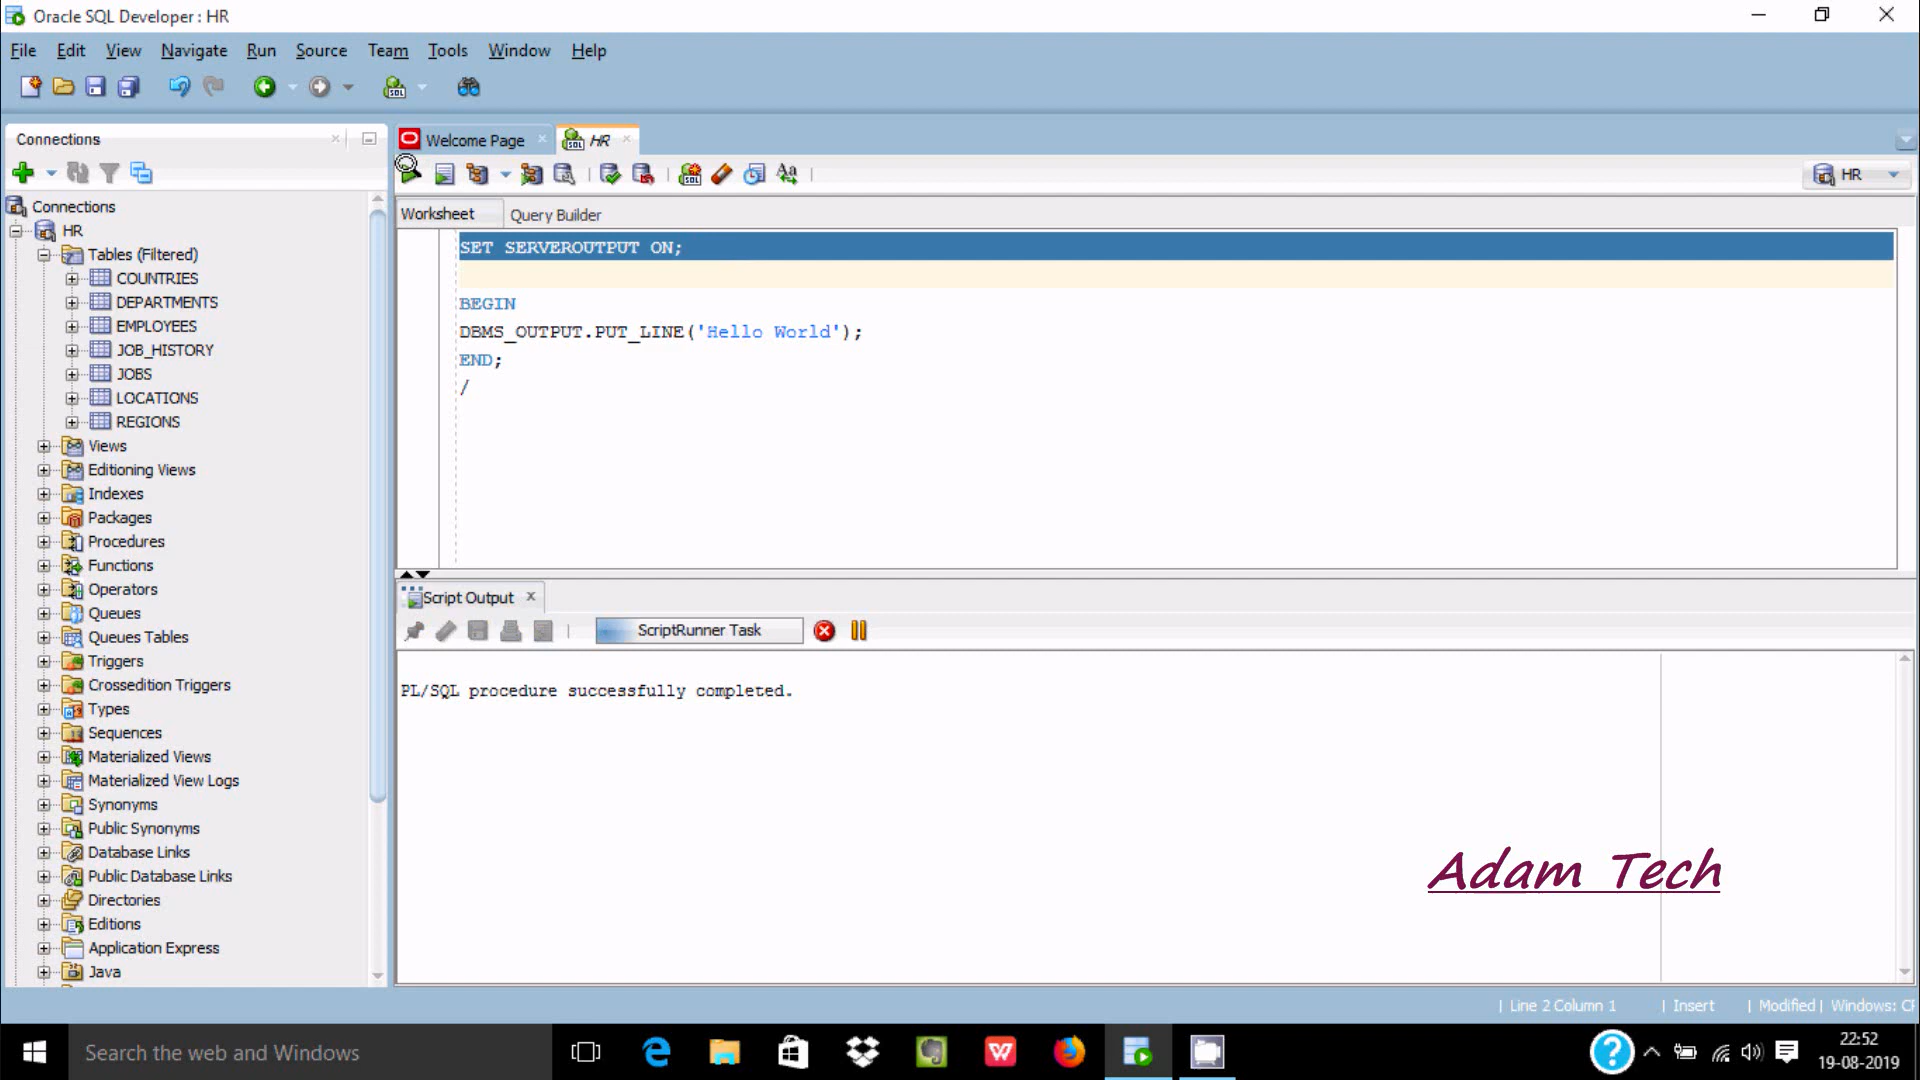 Oracle SQL Developer : HR
File Edit View Navigate Run Source Team Tools Window Help
Connections
Welcome Page
HR
HR
Worksheet
Query Builder
Connections
HR
Tables (Filtered)
COUNTRIES
DEPARTMENTS
EMPLOYEES
JOB_HISTORY
JOBS
LOCATIONS
REGIONS
Views
Editioning Views
Indexes
Packages
Procedures
Functions
Operators
Queues
Queues Tables
Triggers
Crossedition Triggers
Types
Sequences
Materialized Views
Materialized View Logs
Synonyms
Public Synonyms
Database Links
Public Database Links
Directories
Editions
Application Express
Java
SET SERVEROUTPUT ON;
BEGIN
DBMS_OUTPUT.PUT_LINE('Hello World');
END;
/
Script Output
ScriptRunner Task
PL/SQL procedure successfully completed.
Adam Tech
| Line 2 Column 1 | Insert | Modified | Windows:
Search the web and Windows
22:52
19-08-2019